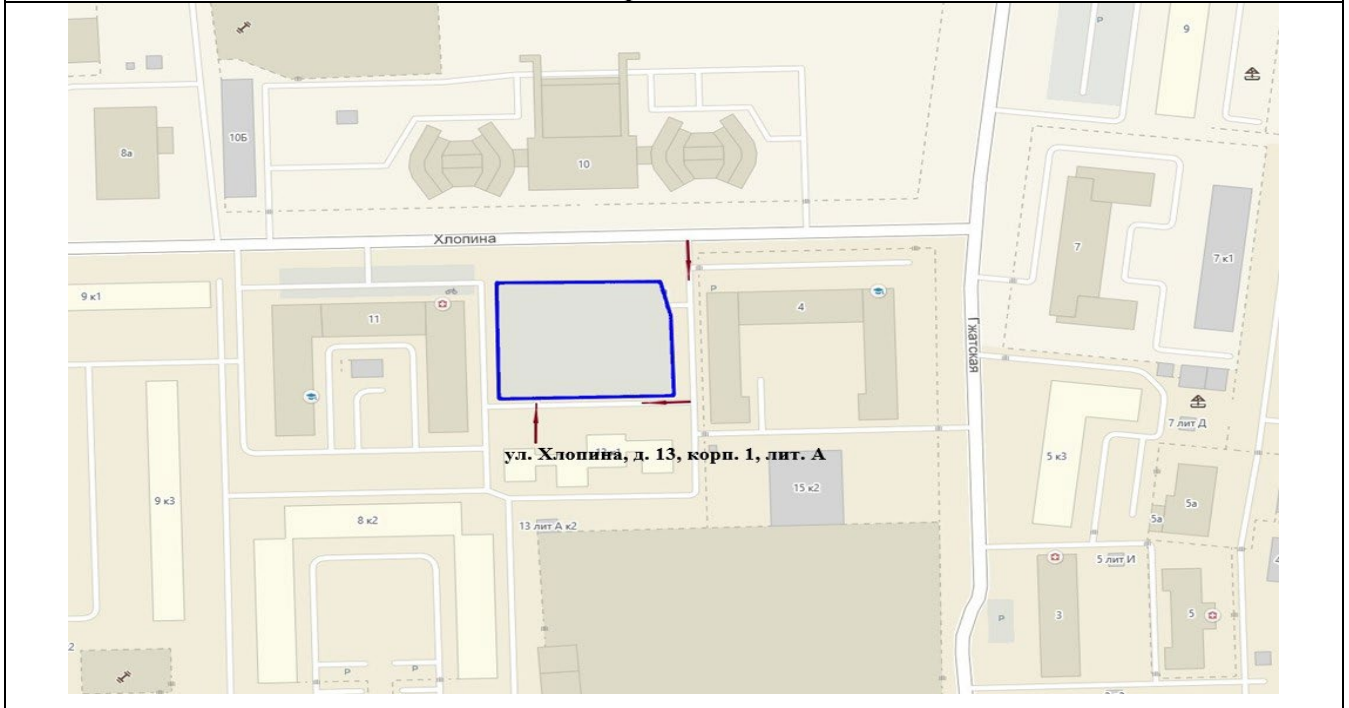 P
9
10Б
8а
10
7
7 к1
Хлопина
9 к1
11
P
4
Гжатская
7 лит Д
ул. Хлопина, д. 13, корп. 1, лит. А
5 к3
9 к3
15 к2
5а
5а
8 к2
13 лит А к2
5 лит И
P
3
5
2
P
P